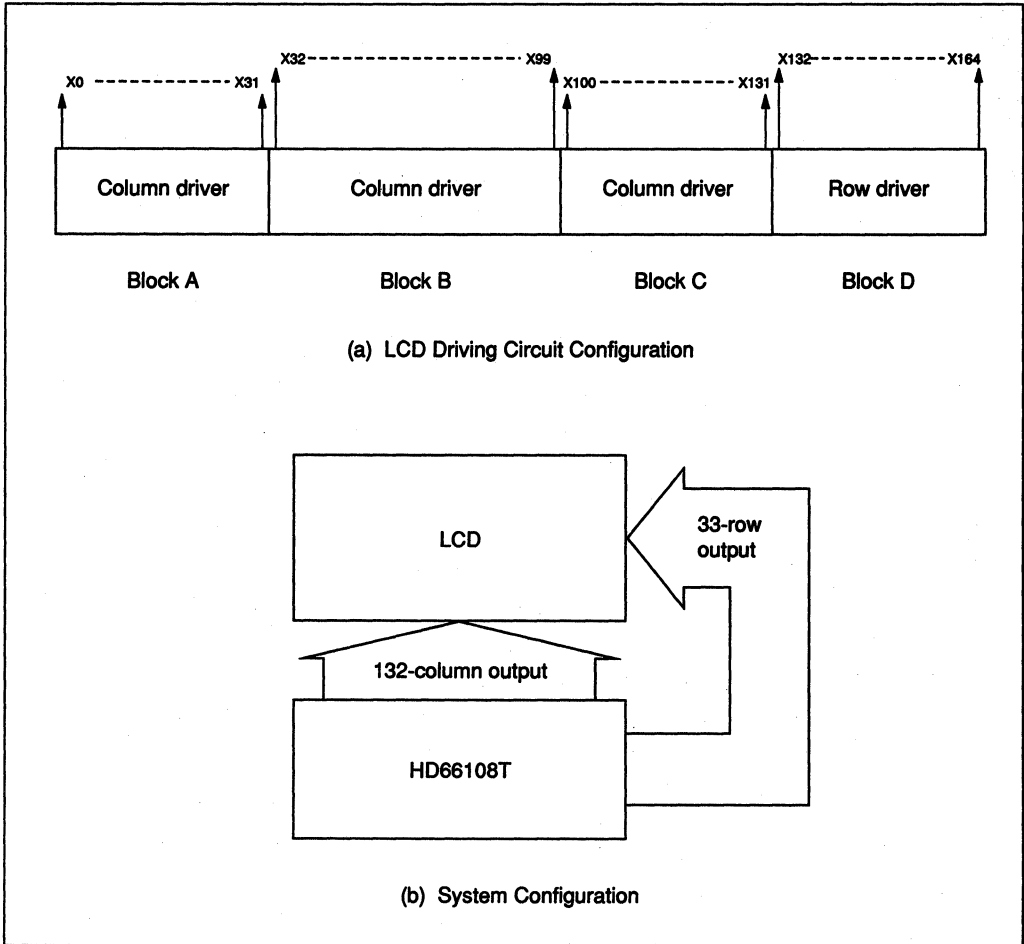 X0 ---------------- X31
X32 ------------------------ X99
X100 ---------------- X131
X132 ---------------- X164
Column driver
Column driver
Column driver
Row driver
Block A
Block B
Block C
Block D
(a) LCD Driving Circuit Configuration
LCD
33-row
output
132-column output
HD66108T
(b) System Configuration